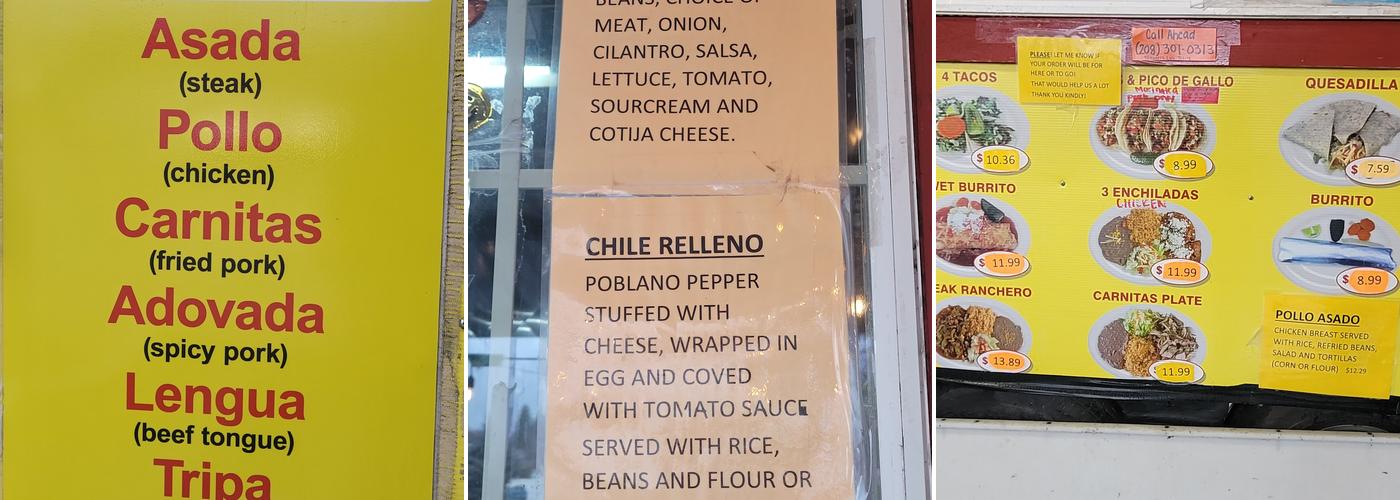 Asada
(steak)
Pollo
(chicken)
Carnitas
(fried pork)
Adovada
(spicy pork)
Lengua
(beef tongue)
Tripa
BEANS, CHOICE OF
MEAT, ONION,
CILANTRO, SALSA,
LETTUCE, TOMATO,
SOURCREAM AND
COTIJA CHEESE.
CHILE RELLENO
POBLANO PEPPER
STUFFED WITH
CHEESE, WRAPPED IN
EGG AND COVED
WITH TOMATO SAUCE
SERVED WITH RICE,
BEANS AND FLOUR OR
Call Ahead
(208) 301-0313
PLEASE! LET ME KNOW IF
YOUR ORDER WILL BE FOR
HERE OR TO GO!
THAT WOULD HELP US A LOT
THANK YOU KINDLY!
4 TACOS
$10.36
& PICO DE GALLO
$8.99
QUESADILLA
$7.59
WET BURRITO
$11.99
3 ENCHILADAS
CHICKEN
$11.99
BURRITO
$8.99
EAK RANCHERO
$13.89
CARNITAS PLATE
$11.99
POLLO ASADO
CHICKEN BREAST SERVED
WITH RICE, REFRIED BEANS,
SALAD AND TORTILLAS
(CORN OR FLOUR) $12.29